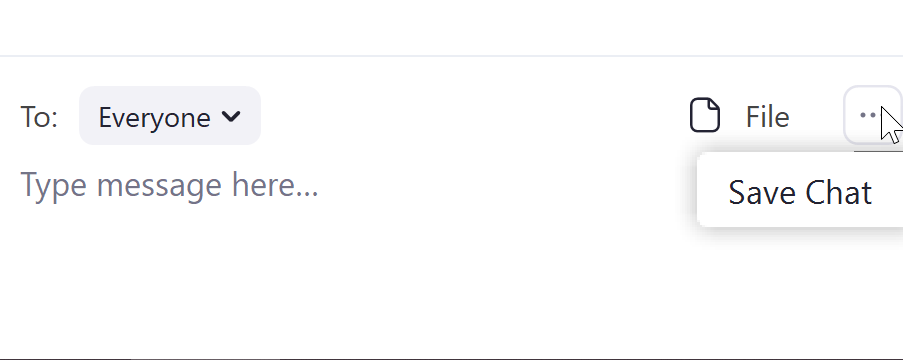 To: Everyone File
Type message here...
Save Chat